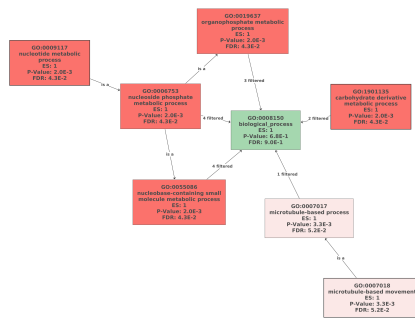 GO:0019637
organophosphate metabolic
process
ES: 1
P-Value: 2.0E-3
FDR: 4.3E-2
GO:0009117
nucleotide metabolic
process
ES: 1
P-Value: 2.0E-3
FDR: 4.3E-2
is a
is a
3 filtered
GO:0006753
nucleoside phosphate
metabolic process
ES: 1
P-Value: 2.0E-3
FDR: 4.3E-2
4 filtered
GO:0008150
biological_process
ES: 1
P-Value: 6.8E-1
FDR: 9.0E-1
2 filtered
GO:1901135
carbohydrate derivative
metabolic process
ES: 1
P-Value: 2.0E-3
FDR: 4.3E-2
is a
4 filtered
1 filtered
GO:0055086
nucleobase-containing small
molecule metabolic process
ES: 1
P-Value: 2.0E-3
FDR: 4.3E-2
GO:0007017
microtubule-based process
ES: 1
P-Value: 3.3E-3
FDR: 5.2E-2
is a
GO:0007018
microtubule-based movement
ES: 1
P-Value: 3.3E-3
FDR: 5.2E-2